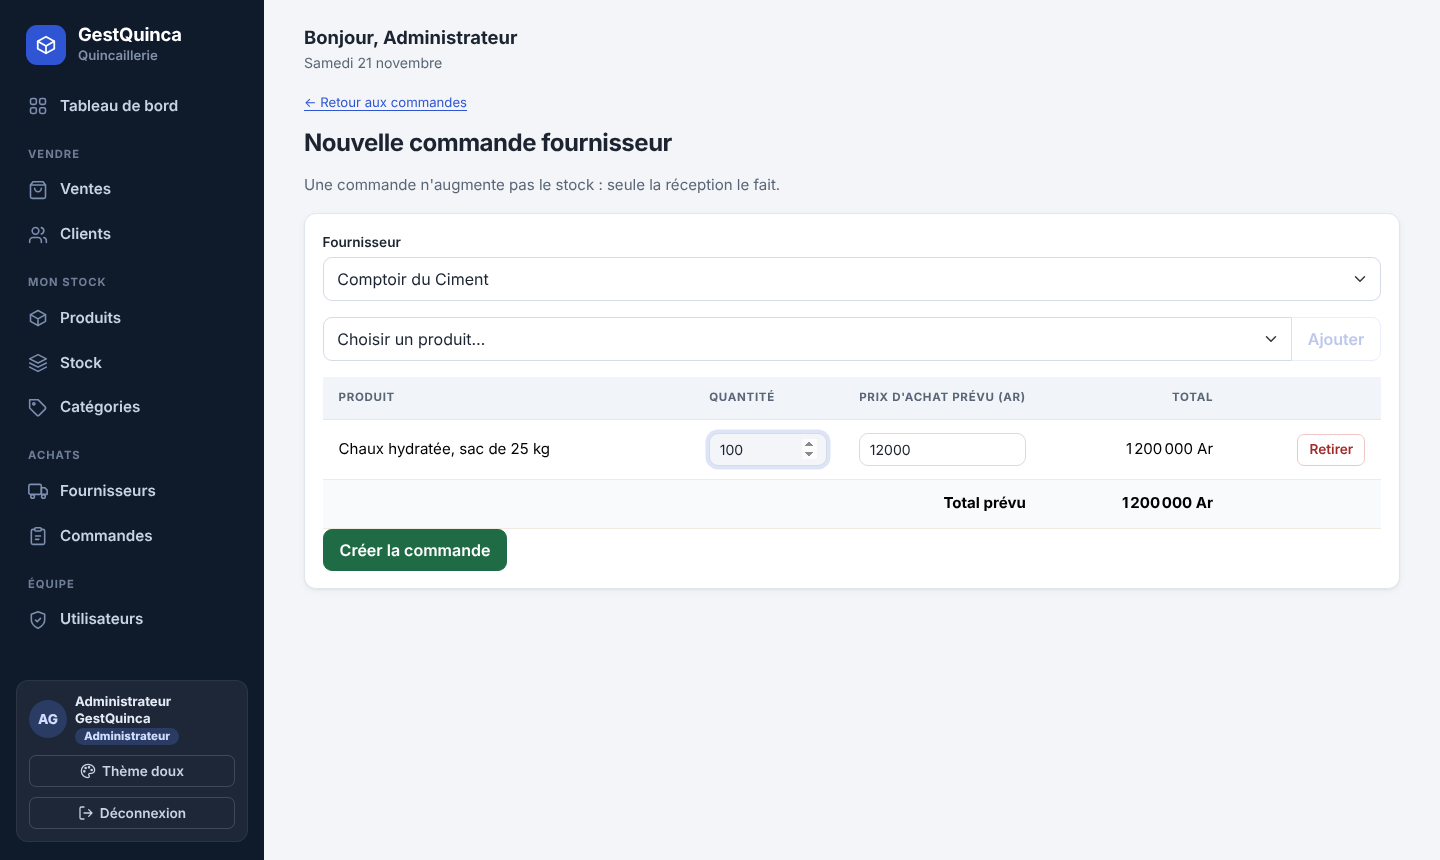 GestQuinca
Quincaillerie
Tableau de bord
VENDRE
Ventes
Clients
MON STOCK
Produits
Stock
Catégories
ACHATS
Fournisseurs
Commandes
ÉQUIPE
Utilisateurs
AG
Administrateur
GestQuinca
Administrateur
Thème doux
Déconnexion
Bonjour, Administrateur
Samedi 21 novembre
← Retour aux commandes
Nouvelle commande fournisseur
Une commande n'augmente pas le stock : seule la réception le fait.
Fournisseur
Comptoir du Ciment
Choisir un produit... Ajouter
PRODUIT QUANTITÉ PRIX D'ACHAT PRÉVU (AR) TOTAL
Chaux hydratée, sac de 25 kg 100 12000 1 200 000 Ar Retirer
Total prévu 1 200 000 Ar
Créer la commande